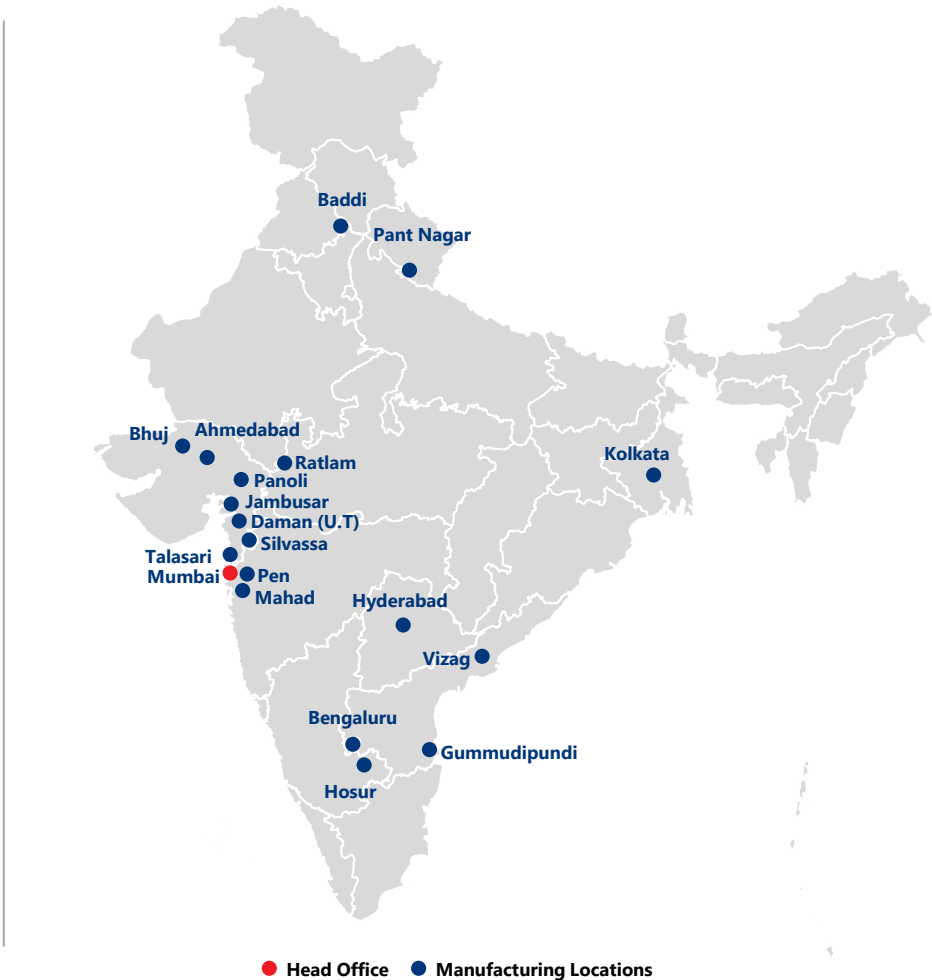 Baddi
Pant Nagar
Bhuj
Ahmedabad
Ratlam
Kolkata
Panoli
Jambusar
Daman (U.T)
Silvassa
Talasari
Mumbai
Pen
Mahad
Hyderabad
Vizag
Bengaluru
Gummudipundi
Hosur
Head Office
Manufacturing Locations